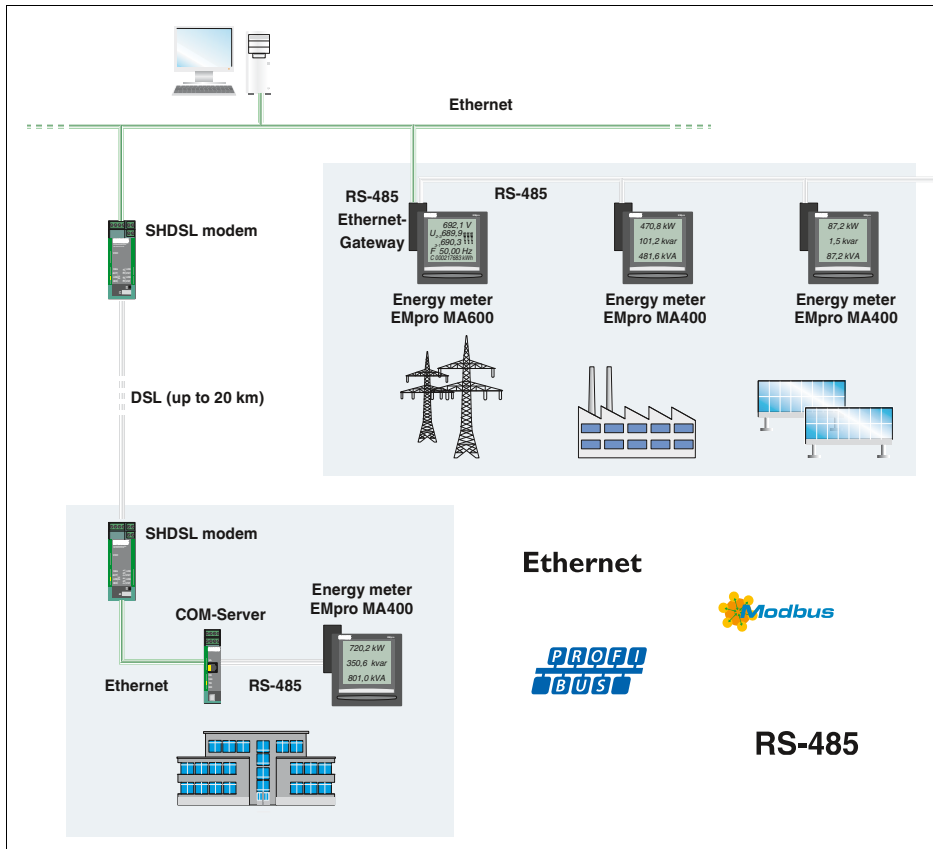 Ethernet
RS-485
Ethernet-
Gateway
RS-485
SHDSL modem
692,1 V
689,9
690,3
F 50,00 Hz
C 000217683 kWh
470,8 kW
101,2 kvar
481,6 kVA
87,2 kW
1,5 kvar
87,2 kVA
Energy meter
EMpro MA600
Energy meter
EMpro MA400
Energy meter
EMpro MA400
DSL (up to 20 km)
SHDSL modem
COM-Server
Energy meter
EMpro MA400
720,2 kW
350,6 kvar
801,0 kVA
Ethernet
RS-485
Ethernet
Modbus
PROFI
BUS
RS-485